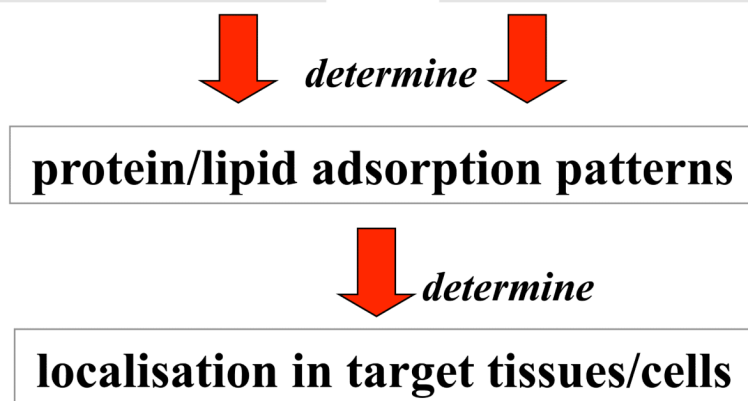 determine
protein/lipid adsorption patterns
determine
localisation in target tissues/cells